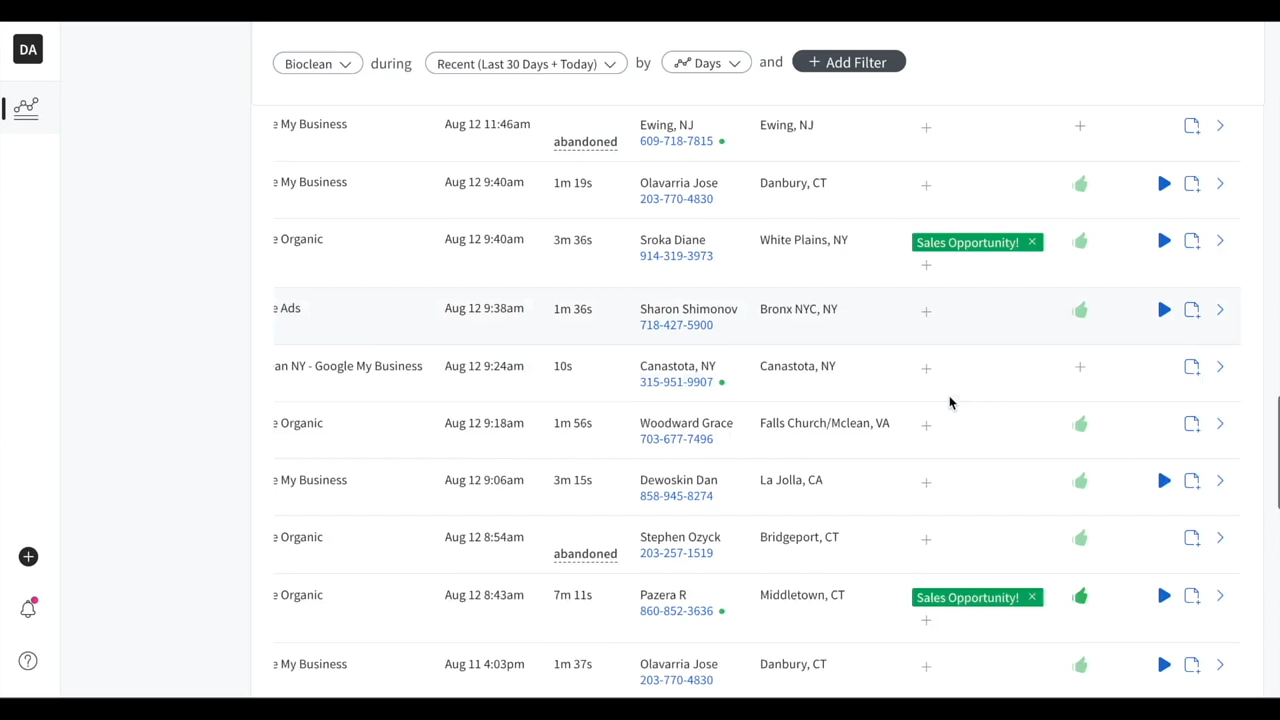 DA
Bioclean during Recent (Last 30 Days + Today) by Days and + Add Filter
e My Business Aug 12 11:46am abandoned Ewing, NJ Ewing, NJ
609-718-7815
e My Business Aug 12 9:40am 1m 19s Olavarria Jose Danbury, CT
203-770-4830
e Organic Aug 12 9:40am 3m 36s Sroka Diane White Plains, NY Sales Opportunity! ×
914-319-3973
e Ads Aug 12 9:38am 1m 36s Sharon Shimonov Bronx NYC, NY
718-427-5900
an NY - Google My Business Aug 12 9:24am 10s Canastota, NY Canastota, NY
315-951-9907
e Organic Aug 12 9:18am 1m 56s Woodward Grace Falls Church/Mclean, VA
703-677-7496
e My Business Aug 12 9:06am 3m 15s Dewoskin Dan La Jolla, CA
858-945-8274
e Organic Aug 12 8:54am abandoned Stephen Ozyck Bridgeport, CT
203-257-1519
e Organic Aug 12 8:43am 7m 11s Pazera R Middletown, CT Sales Opportunity! ×
860-852-3636
e My Business Aug 11 4:03pm 1m 37s Olavarria Jose Danbury, CT
203-770-4830